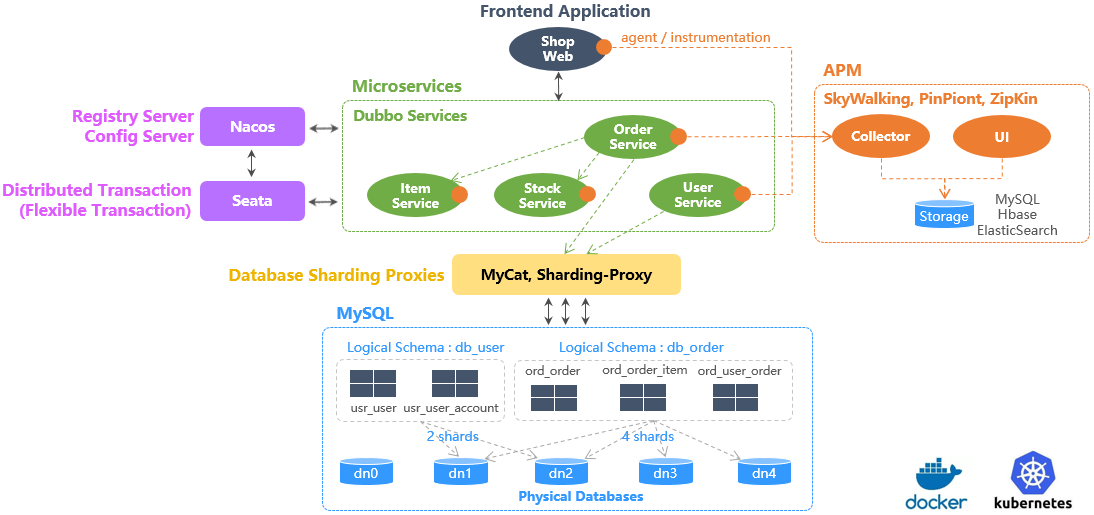 Frontend Application
Shop
Web
agent / instrumentation
Microservices
APM
Registry Server
Config Server
Nacos
Dubbo Services
Order
Service
SkyWalking, PinPiont, ZipKin
Collector
UI
Distributed Transaction
(Flexible Transaction)
Seata
Item
Service
Stock
Service
User
Service
Storage
MySQL
Hbase
ElasticSearch
Database Sharding Proxies
MyCat, Sharding-Proxy
MySQL
Logical Schema : db_user
Logical Schema : db_order
ord_order
ord_order_item
ord_user_order
usr_user
usr_user_account
2 shards
4 shards
dn0
dn1
dn2
dn3
dn4
Physical Databases
docker
kubernetes